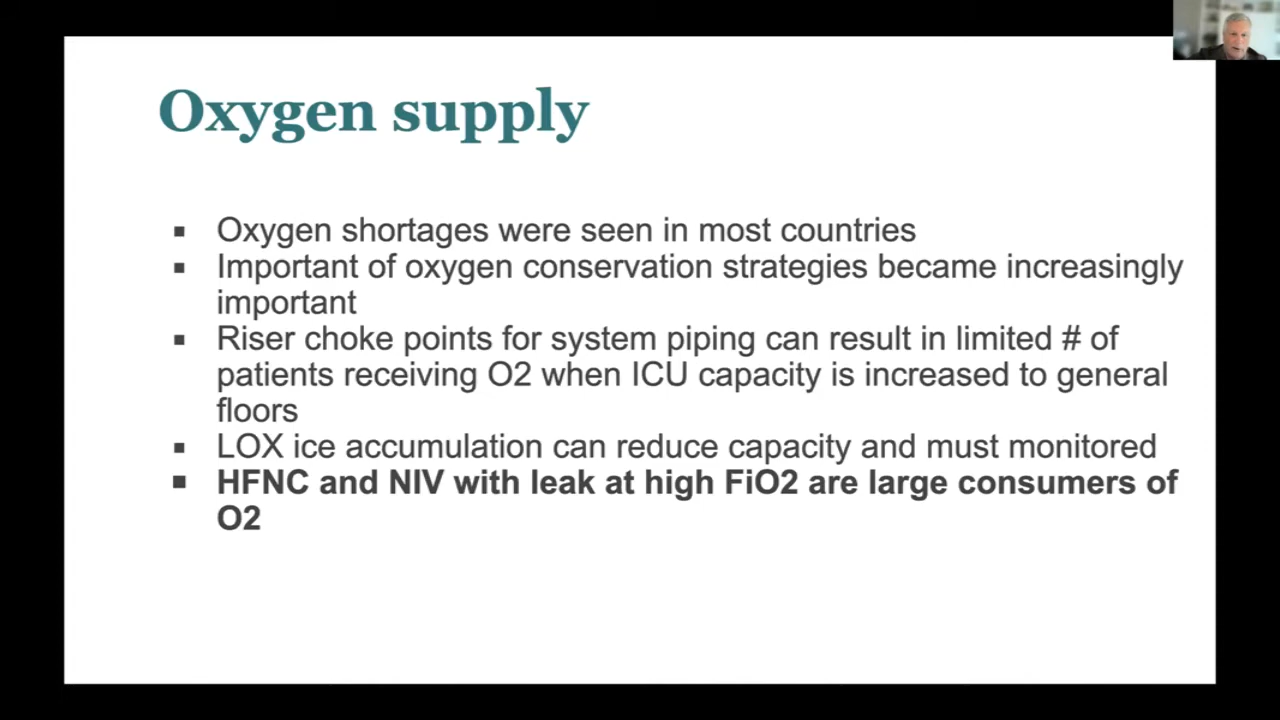 Oxygen supply
▪ Oxygen shortages were seen in most countries
▪ Important of oxygen conservation strategies became increasingly
important
▪ Riser choke points for system piping can result in limited # of
patients receiving O2 when ICU capacity is increased to general
floors
▪ LOX ice accumulation can reduce capacity and must monitored
▪ HFNC and NIV with leak at high FiO2 are large consumers of
O2